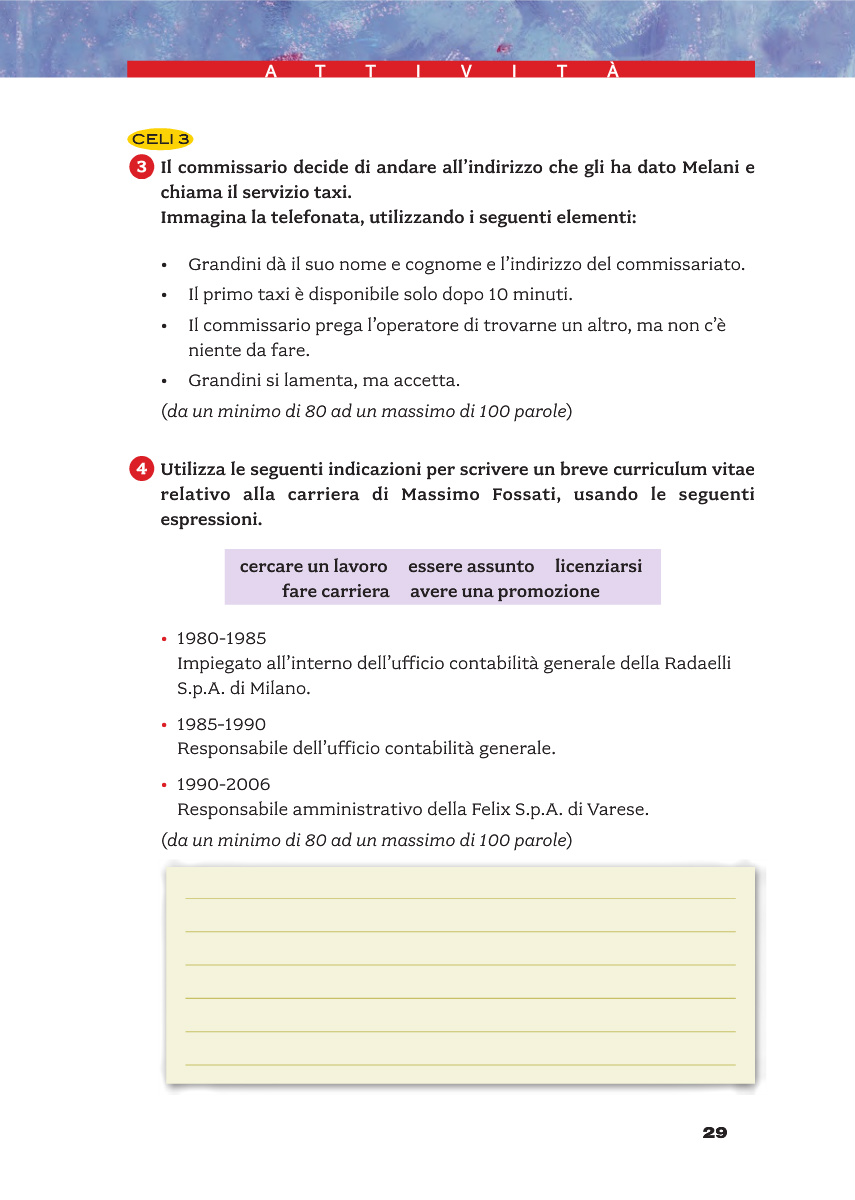 ATTIVITÀ
CELI 3
3 Il commissario decide di andare all'indirizzo che gli ha dato Melani e
chiama il servizio taxi.
Immagina la telefonata, utilizzando i seguenti elementi:
• Grandini dà il suo nome e cognome e l'indirizzo del commissariato.
• Il primo taxi è disponibile solo dopo 10 minuti.
• Il commissario prega l'operatore di trovarne un altro, ma non c'è
niente da fare.
• Grandini si lamenta, ma accetta.
(da un minimo di 80 ad un massimo di 100 parole)
4 Utilizza le seguenti indicazioni per scrivere un breve curriculum vitae
relativo alla carriera di Massimo Fossati, usando le seguenti
espressioni.
cercare un lavoro essere assunto licenziarsi
fare carriera avere una promozione
• 1980-1985
Impiegato all'interno dell'ufficio contabilità generale della Radaelli
S.p.A. di Milano.
• 1985-1990
Responsabile dell'ufficio contabilità generale.
• 1990-2006
Responsabile amministrativo della Felix S.p.A. di Varese.
(da un minimo di 80 ad un massimo di 100 parole)
29